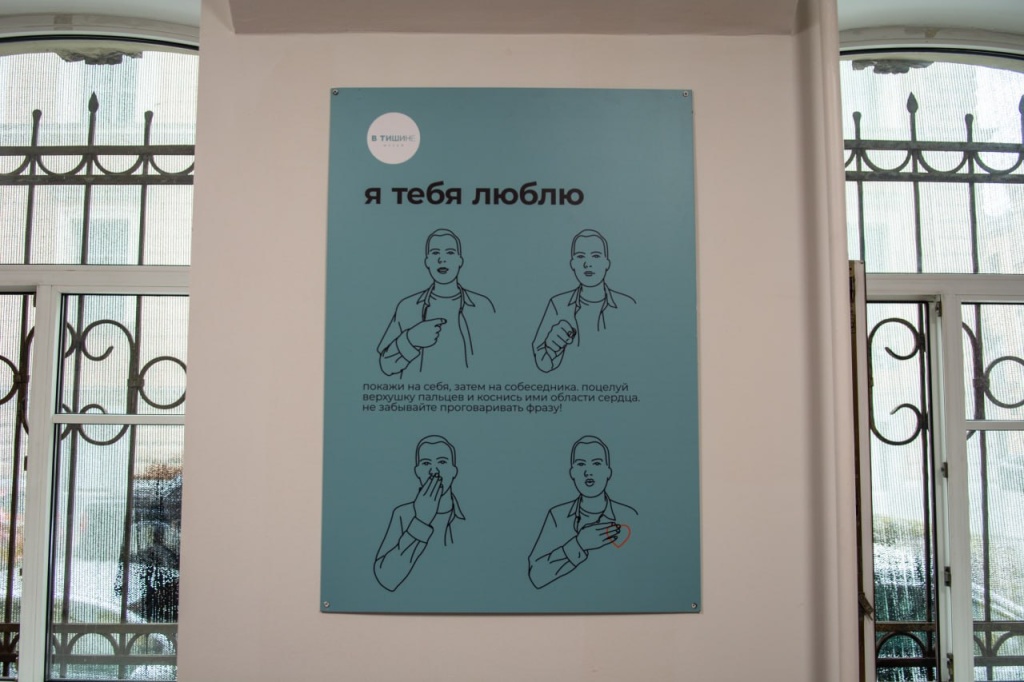 в тишине
музей
я тебя люблю
покажи на себя, затем на собеседника. поцелуй
верхушку пальцев и коснись ими области сердца.
не забывайте проговаривать фразу!